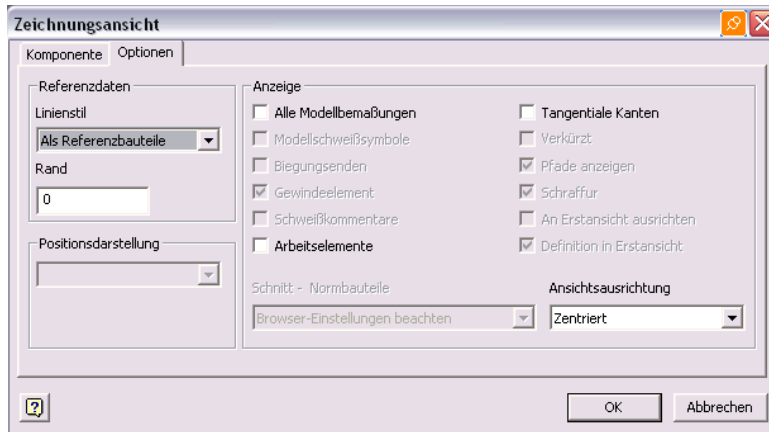 Zeichnungsansicht
Komponente
Optionen
Referenzdaten
Linienstil
Als Referenzbauteile
Rand
0
Positionsdarstellung
Anzeige
Alle Modellbemaßungen
Modellschweißsymbole
Biegungsenden
Gewindeelement
Schweißkommentare
Arbeitselemente
Tangentiale Kanten
Verkürzt
Pfade anzeigen
Schraffur
An Erstansicht ausrichten
Definition in Erstansicht
Schnitt - Normbauteile
Browser-Einstellungen beachten
Ansichtsausrichtung
Zentriert
OK
Abbrechen